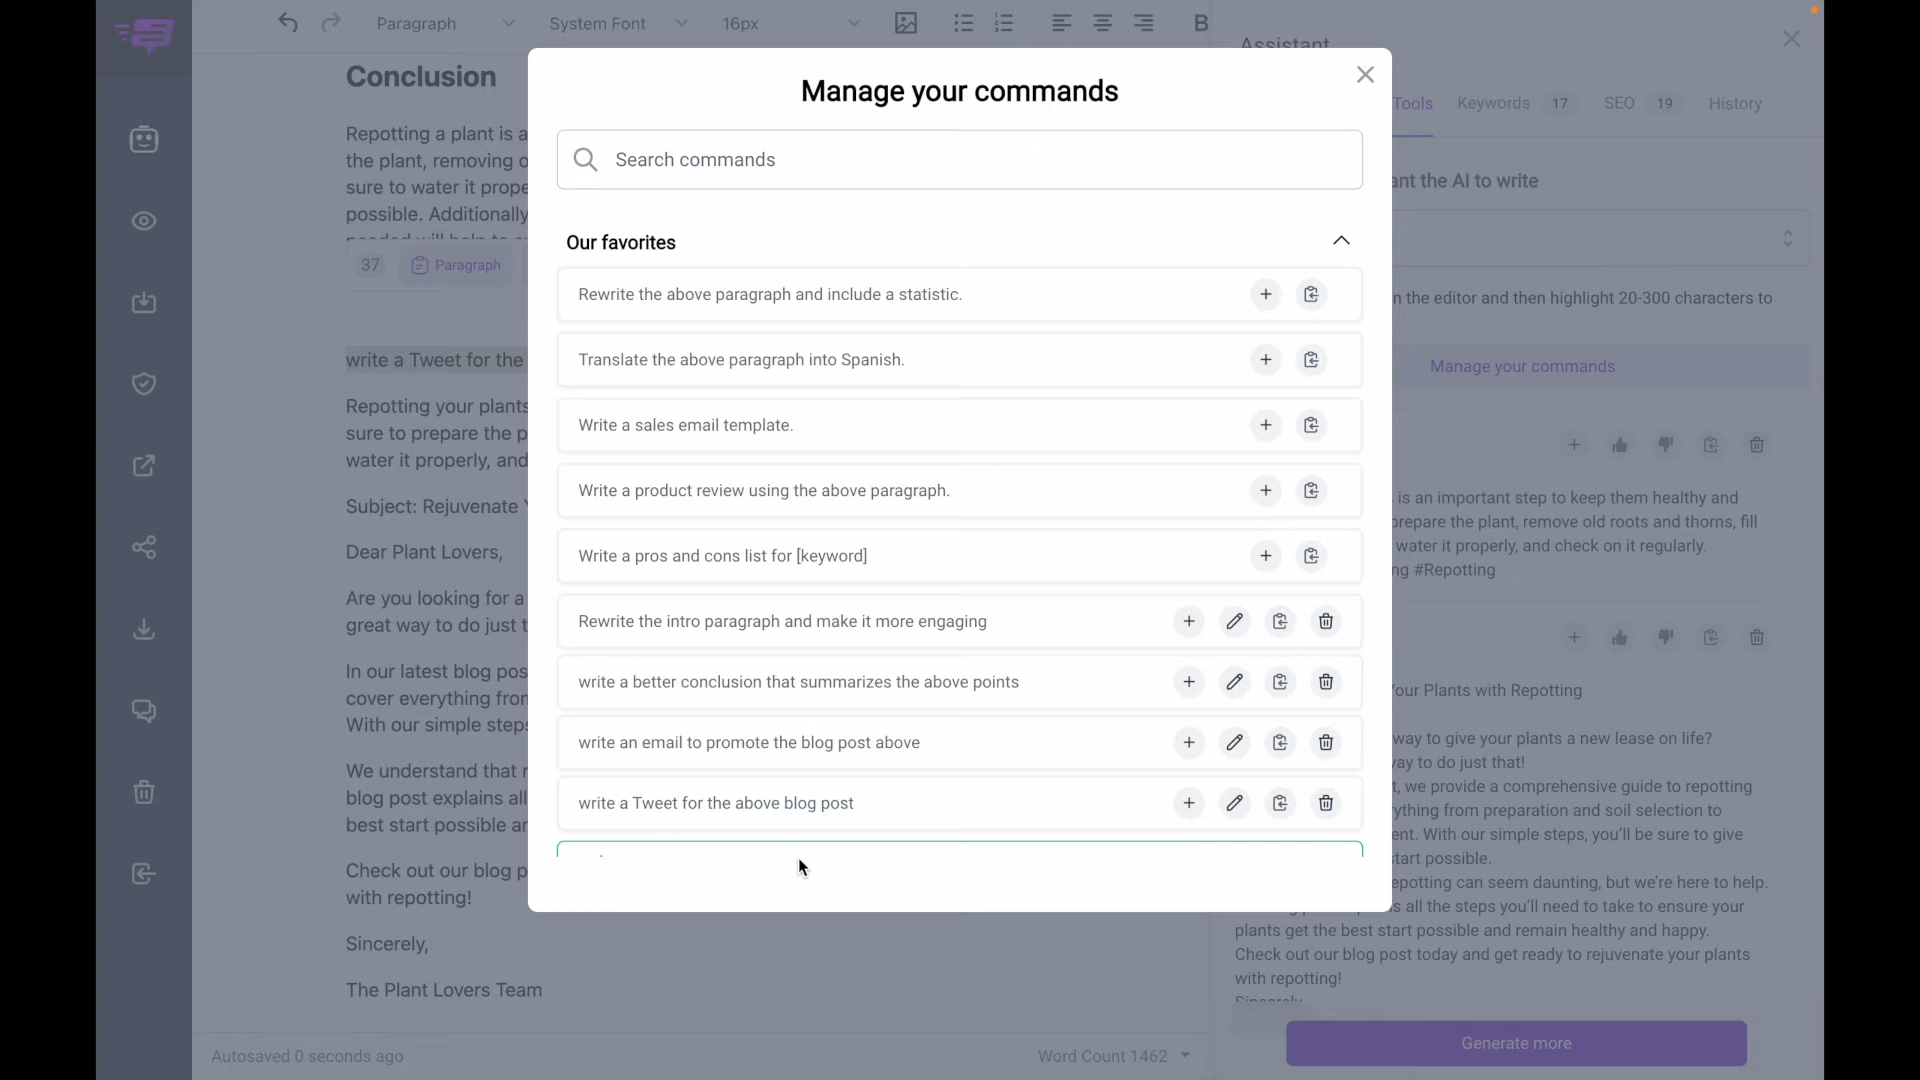 Paragraph
System Font
16px
B
Assistant
Conclusion
Manage your commands
Tools
Keywords
17
SEO
19
History
Repotting a plant is a
the plant, removing o
sure to water it prope
possible. Additionally
Search commands
ant the AI to write
37
Paragraph
Our favorites
Rewrite the above paragraph and include a statistic.
n the editor and then highlight 20-300 characters to
write a Tweet for the
Translate the above paragraph into Spanish.
Manage your commands
Repotting your plants
sure to prepare the p
water it properly, and
Write a sales email template.
Subject: Rejuvenate
Write a product review using the above paragraph.
is an important step to keep them healthy and
prepare the plant, remove old roots and thorns, fill
water it properly, and check on it regularly.
ng #Repotting
Dear Plant Lovers,
Write a pros and cons list for [keyword]
Are you looking for a
great way to do just t
Rewrite the intro paragraph and make it more engaging
In our latest blog pos
cover everything from
With our simple steps
write a better conclusion that summarizes the above points
Your Plants with Repotting
write an email to promote the blog post above
way to give your plants a new lease on life?
ay to do just that!
We understand that r
blog post explains all
best start possible ar
write a Tweet for the above blog post
t, we provide a comprehensive guide to repotting
rything from preparation and soil selection to
ent. With our simple steps, you'll be sure to give
start possible.
epotting can seem daunting, but we're here to help.
s all the steps you'll need to take to ensure your
plants get the best start possible and remain healthy and happy.
Check out our blog post today and get ready to rejuvenate your plants
with repotting!
Check out our blog p
with repotting!
Sincerely,
The Plant Lovers Team
Autosaved 0 seconds ago
Word Count 1462
Generate more